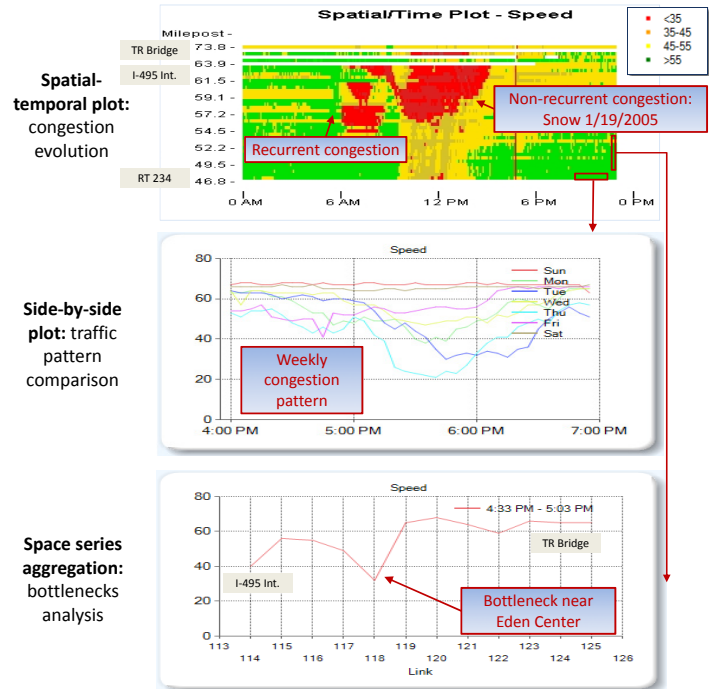 Spatial/Time Plot - Speed
<35
35-45
45-55
>55
Milepost -
73.8 -
TR Bridge
63.9 -
I-495 Int.
61.5 -
59.1 -
57.2 -
54.5 -
52.2 -
49.5 -
RT 234
46.8 -
0 AM
6 AM
12 PM
6 PM
0 PM
Spatial-
temporal plot:
congestion
evolution
Recurrent congestion
Non-recurrent congestion:
Snow 1/19/2005
Side-by-side
plot: traffic
pattern
comparison
Speed
80
60
40
20
0
4:00 PM
5:00 PM
6:00 PM
7:00 PM
Sun
Mon
Tue
Wed
Thu
Fri
Sat
Weekly
congestion
pattern
Space series
aggregation:
bottlenecks
analysis
Speed
80
60
40
20
0
4:33 PM - 5:03 PM
TR Bridge
I-495 Int.
Bottleneck near
Eden Center
113 115 117 119 121 123 125
114 116 118 120 122 124 126
Link